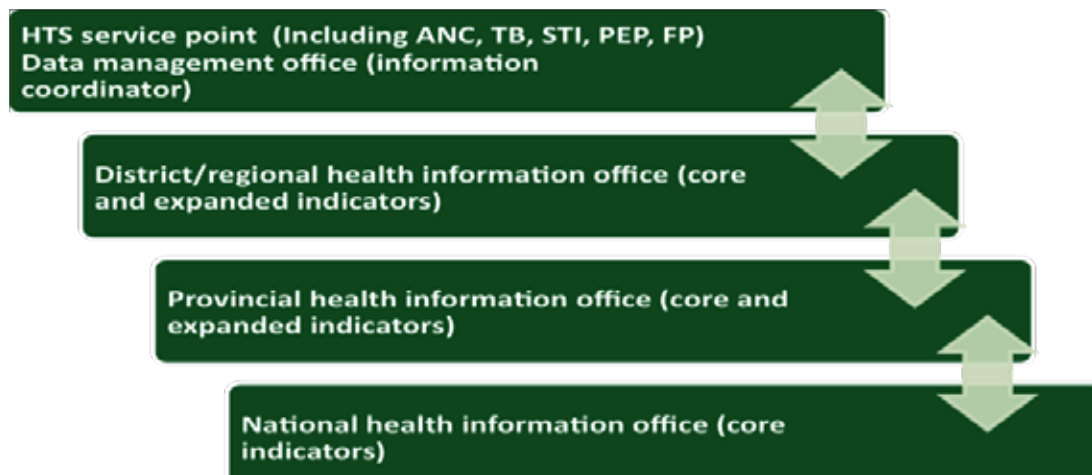 HTS service point (Including ANC, TB, STI, PEP, FP)
Data management office (information
coordinator)
District/regional health information office (core
and expanded indicators)
Provincial health information office (core and
expanded indicators)
National health information office (core
indicators)